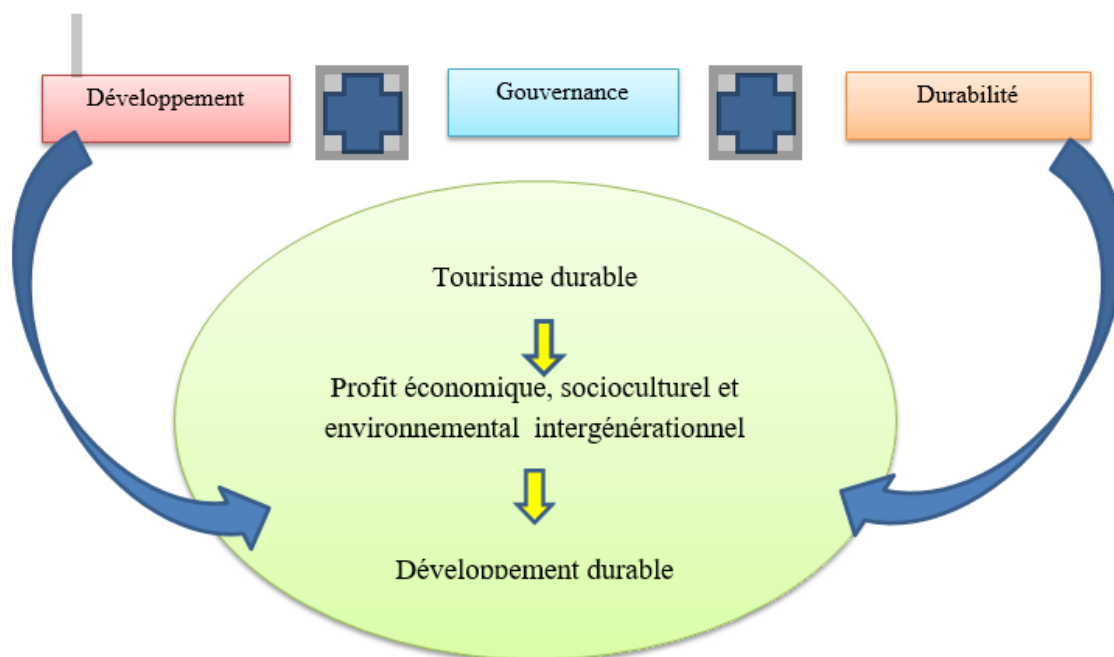 Développement
Gouvernance
Durabilité
Tourisme durable
Profit économique, socioculturel et
environnemental intergénérationnel
Développement durable